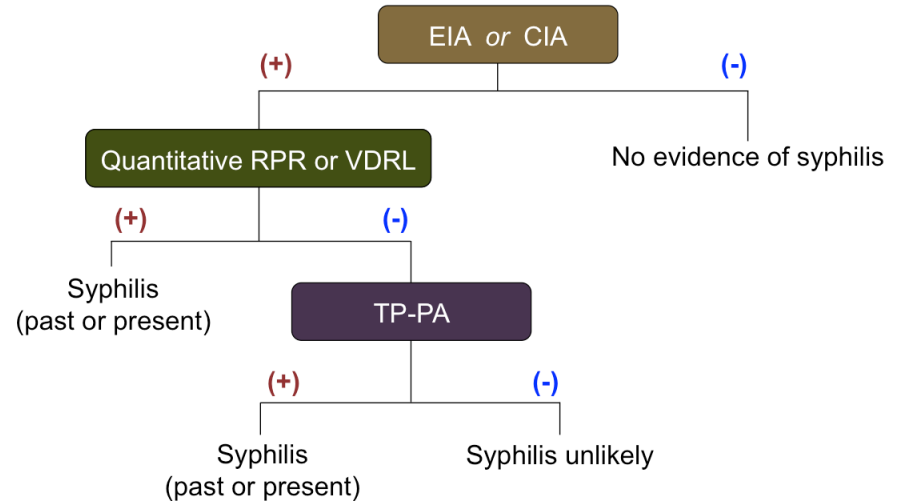 EIA or CIA
(+)
(-)
Quantitative RPR or VDRL
No evidence of syphilis
(+)
(-)
Syphilis
(past or present)
TP-PA
(+)
(-)
Syphilis
(past or present)
Syphilis unlikely